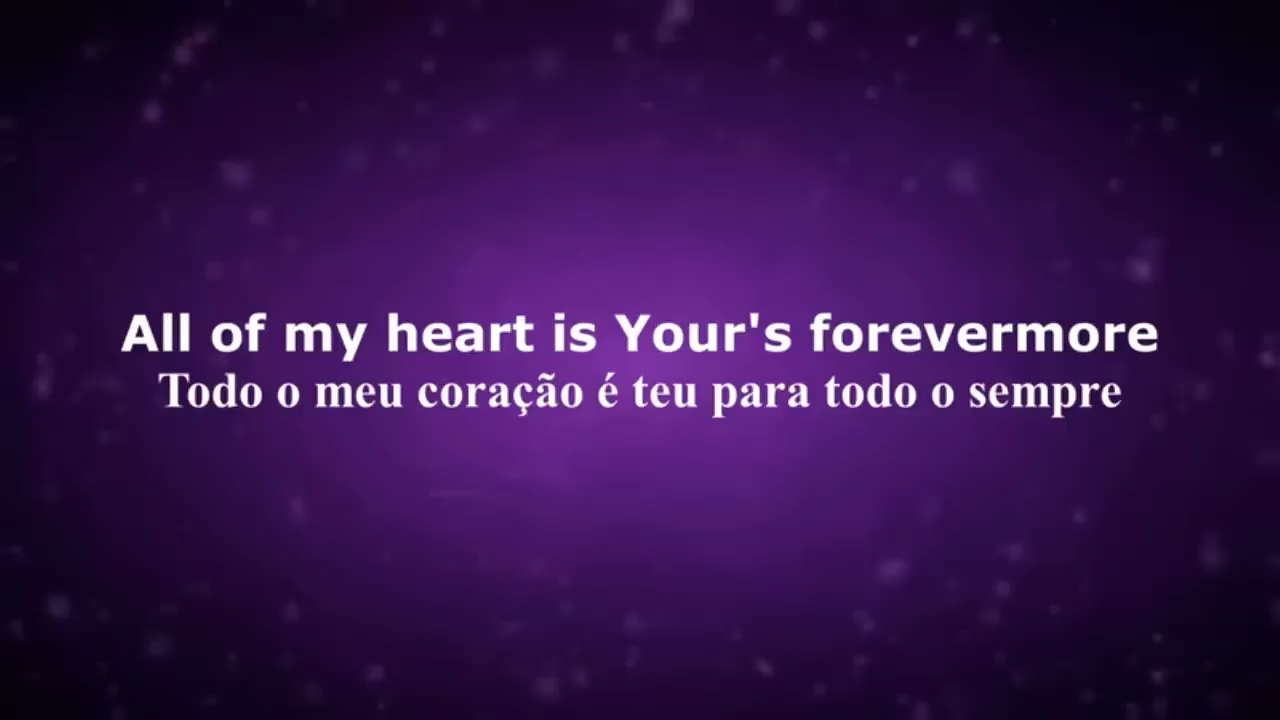 All of my heart is Your's forevermore
Todo o meu coração é teu para todo o sempre